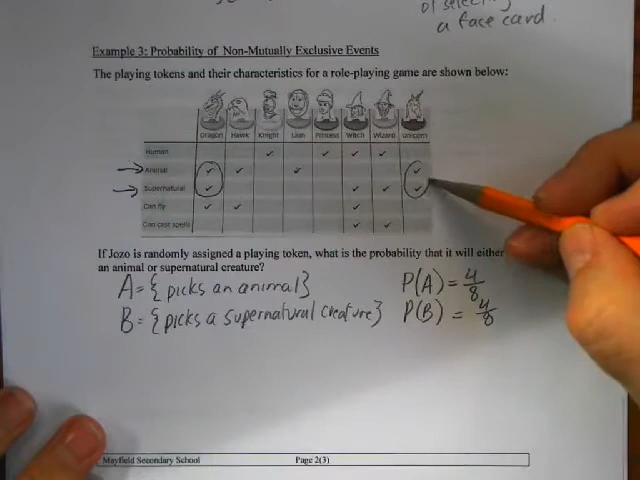 of selecting
a face card.
Example 3: Probability of Non-Mutually Exclusive Events
The playing tokens and their characteristics for a role-playing game are shown below:
Dragon Hawk Knight Lion Princess Witch Wizard Unicorn
Human ✓ ✓ ✓ ✓
Animal ✓ ✓ ✓ ✓
Supernatural ✓ ✓ ✓ ✓
Can fly ✓ ✓ ✓
Can cast spells ✓ ✓
If Jozo is randomly assigned a playing token, what is the probability that it will either
an animal or supernatural creature?
A = {picks an animal} P(A) = 4/8
B = {picks a supernatural creature} P(B) = 4/8
Mayfield Secondary School Page 2(3)